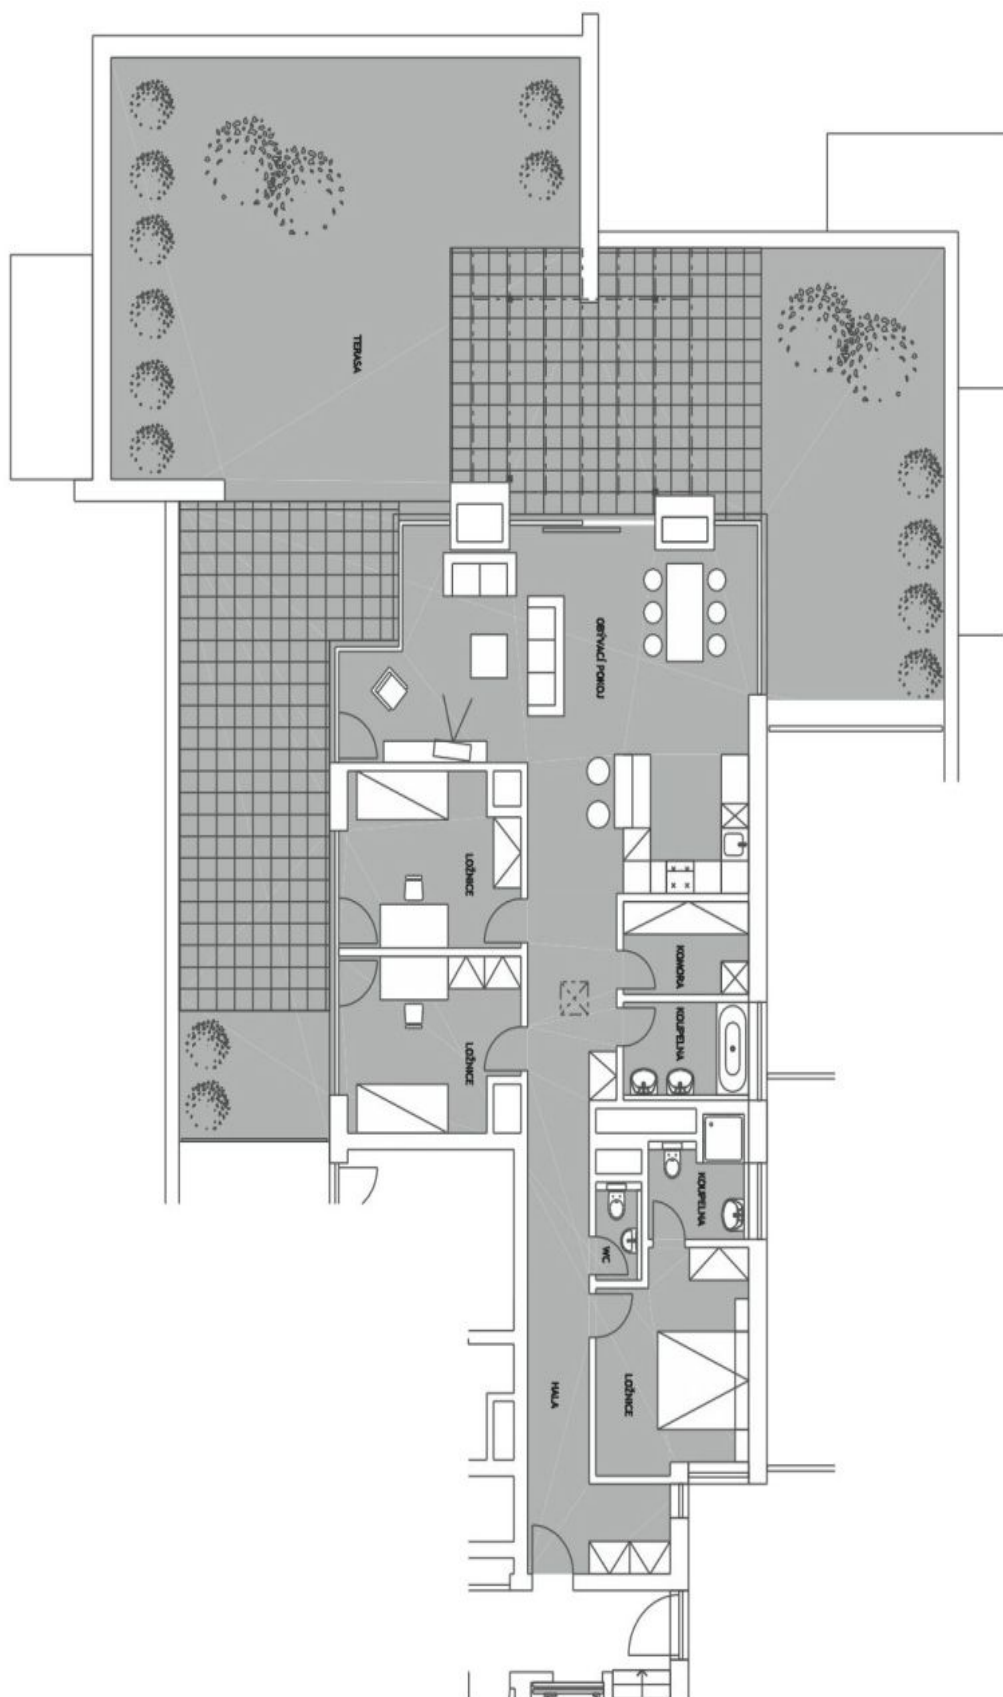 TERASA
OBÝVACÍ POKOJ
LOŽNICE
KOMORA
KOUPELNA
LOŽNICE
KOUPELNA
WC
LOŽNICE
HALA